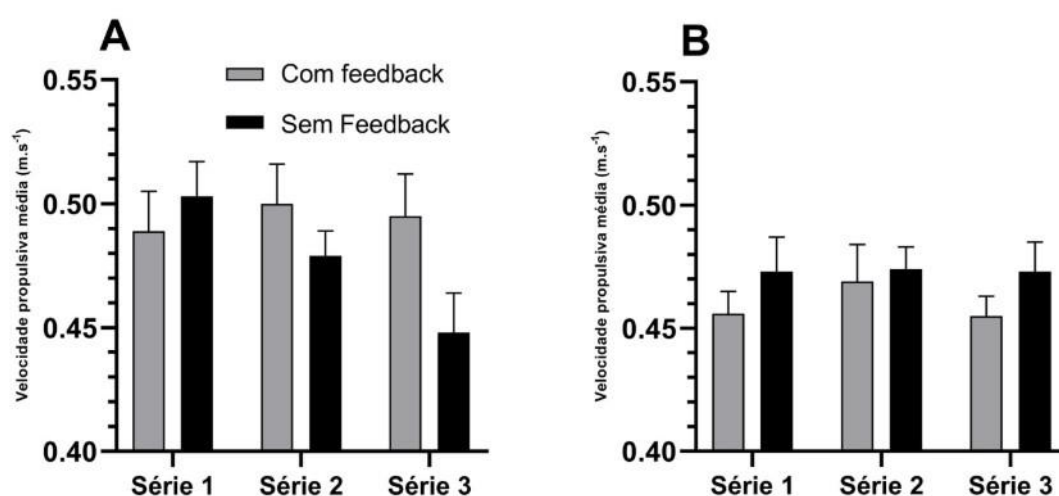 A
Com feedback
Sem Feedback
Velocidade propulsiva média (m.s-1)
0.55
0.50
0.45
0.40
Série 1 Série 2 Série 3
B
Velocidade propulsiva média (m.s-1)
0.55
0.50
0.45
0.40
Série 1 Série 2 Série 3